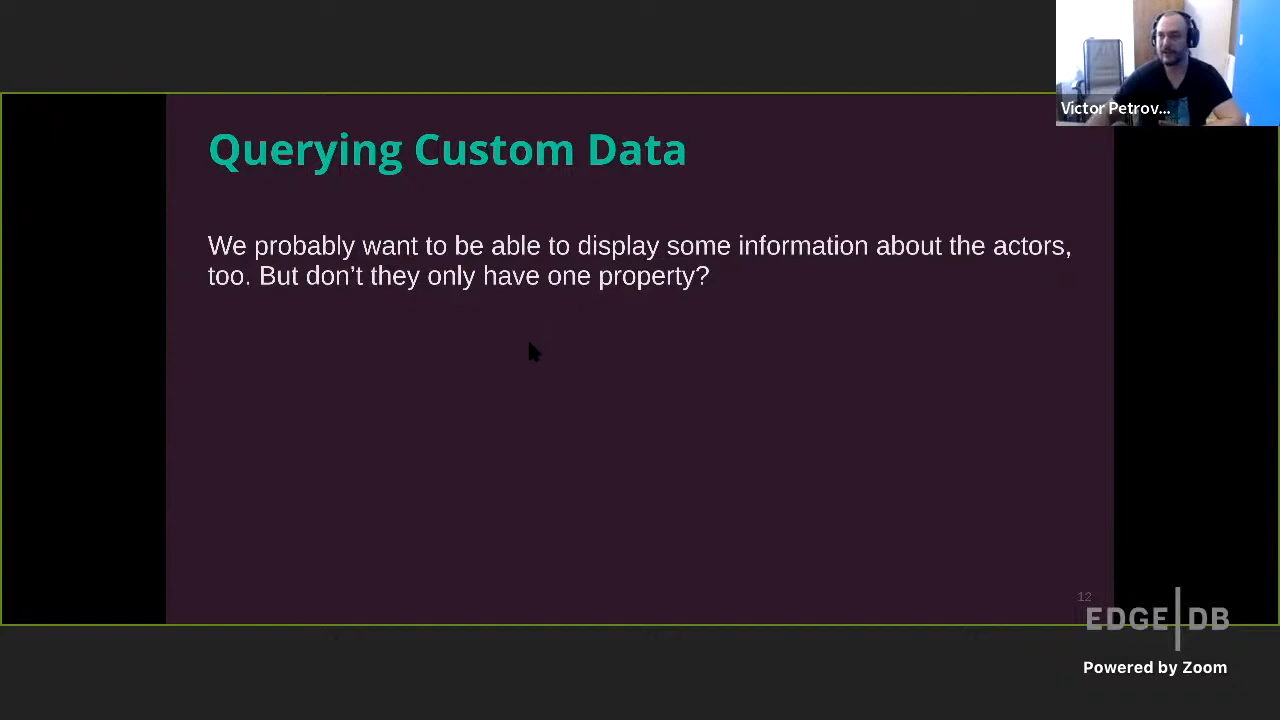 Victor Petrov...
Querying Custom Data
We probably want to be able to display some information about the actors,
too. But don’t they only have one property?
12
EDGE|DB
Powered by Zoom